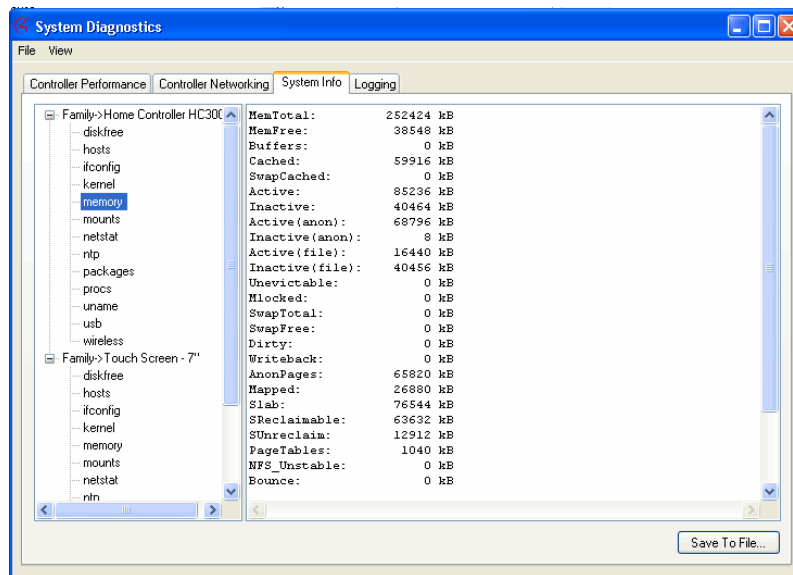 System Diagnostics
File View
Controller Performance Controller Networking System Info Logging
Family->Home Controller HC300
diskfree
hosts
ifconfig
kernel
memory
mounts
netstat
ntp
packages
procs
uname
usb
wireless
Family->Touch Screen - 7"
diskfree
hosts
ifconfig
kernel
memory
mounts
netstat
ntp
MemTotal: 252424 kB
MemFree: 38548 kB
Buffers: 0 kB
Cached: 59916 kB
SwapCached: 0 kB
Active: 85236 kB
Inactive: 40464 kB
Active(anon): 68796 kB
Inactive(anon): 8 kB
Active(file): 16440 kB
Inactive(file): 40456 kB
Unevictable: 0 kB
Mlocked: 0 kB
SwapTotal: 0 kB
SwapFree: 0 kB
Dirty: 0 kB
Writeback: 0 kB
AnonPages: 65820 kB
Mapped: 26880 kB
Slab: 76544 kB
SReclaimable: 63632 kB
SUnreclaim: 12912 kB
PageTables: 1040 kB
NFS_Unstable: 0 kB
Bounce: 0 kB
Save To File...